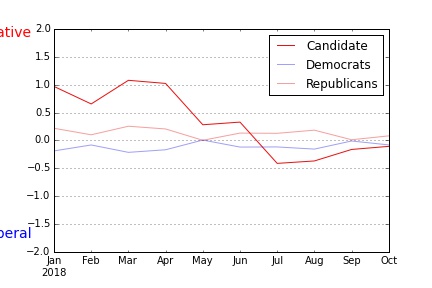 ative
2.0
Candidate
Democrats
Republicans
1.5
1.0
0.5
0.0
−0.5
−1.0
−1.5
beral
−2.0
Jan Feb Mar Apr May Jun Jul Aug Sep Oct
2018